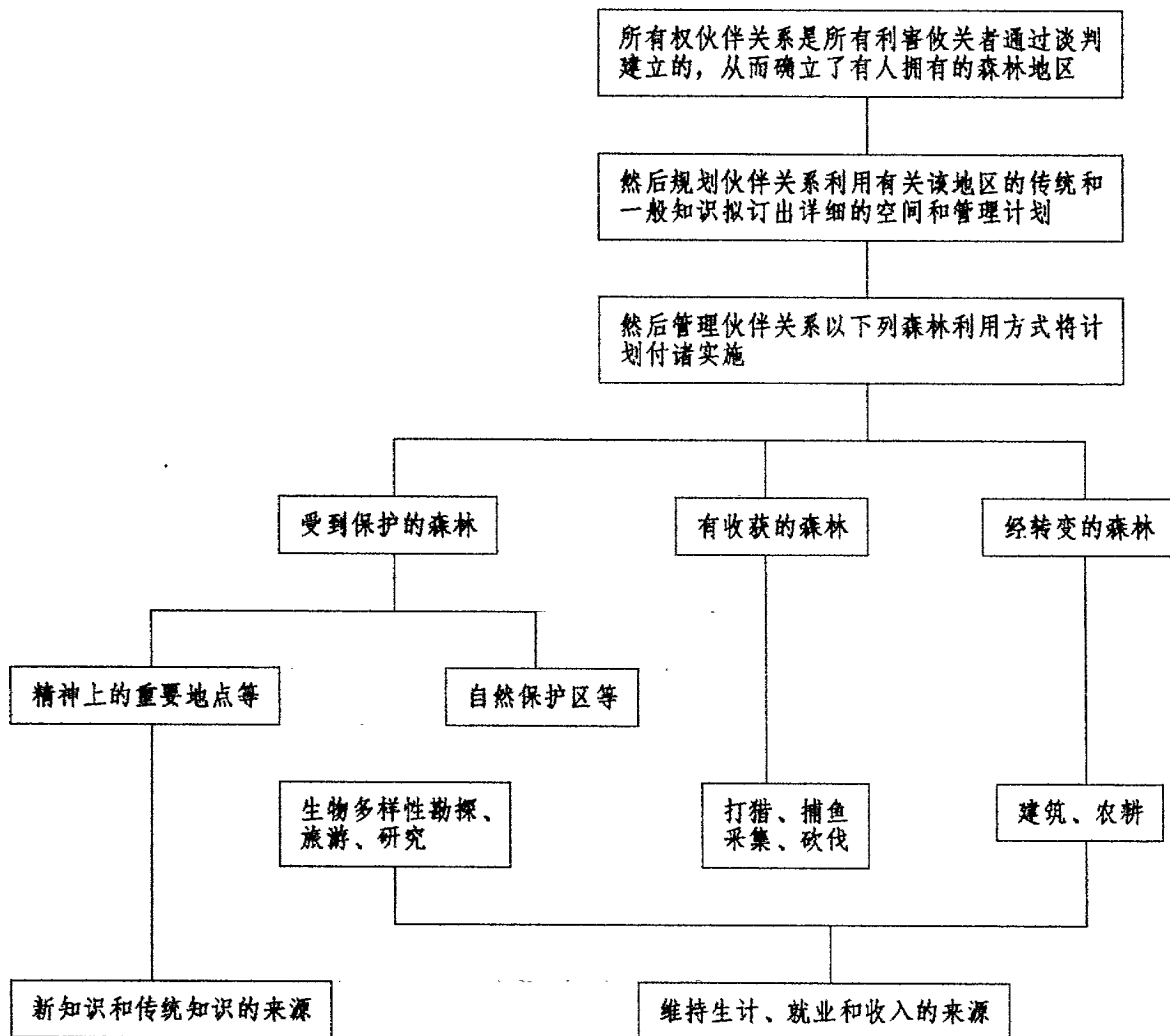 所有权伙伴关系是所有利害攸关者通过谈判
建立的，从而确立了有人拥有的森林地区
然后规划伙伴关系利用有关该地区的传统和
一般知识拟订出详细的空间和管理计划
然后管理伙伴关系以下列森林利用方式将计
划付诸实施
受到保护的森林
有收获的森林
经转变的森林
精神上的重要地点等
自然保护区等
生物多样性勘探、
旅游、研究
打猎、捕鱼
采集、砍伐
建筑、农耕
新知识和传统知识的来源
维持生计、就业和收入的来源